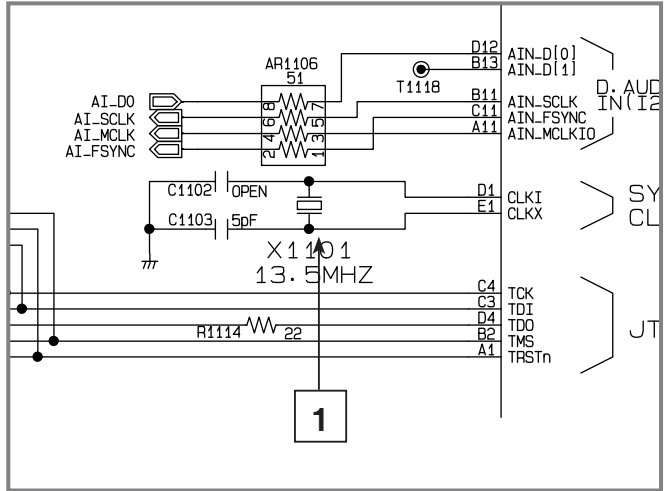 AR1106
51
AI_DO
AI_SCLK
AI_MCLK
AI_FSYNC
8 7
6 5
4 3
2 1
T1118
D12 AIN_D[0]
B13 AIN_D[1]
B11 AIN_SCLK
C11 AIN_FSYNC
A11 AIN_MCLKIO
D. AUD
IN(I2
C1102 OPEN
C1103 5pF
X1101
13.5MHZ
D1 CLKI
E1 CLKX
SY
CL
C4 TCK
C3 TDI
D4 TDO
B2 TMS
A1 TRSTn
R1114 22
JT
1